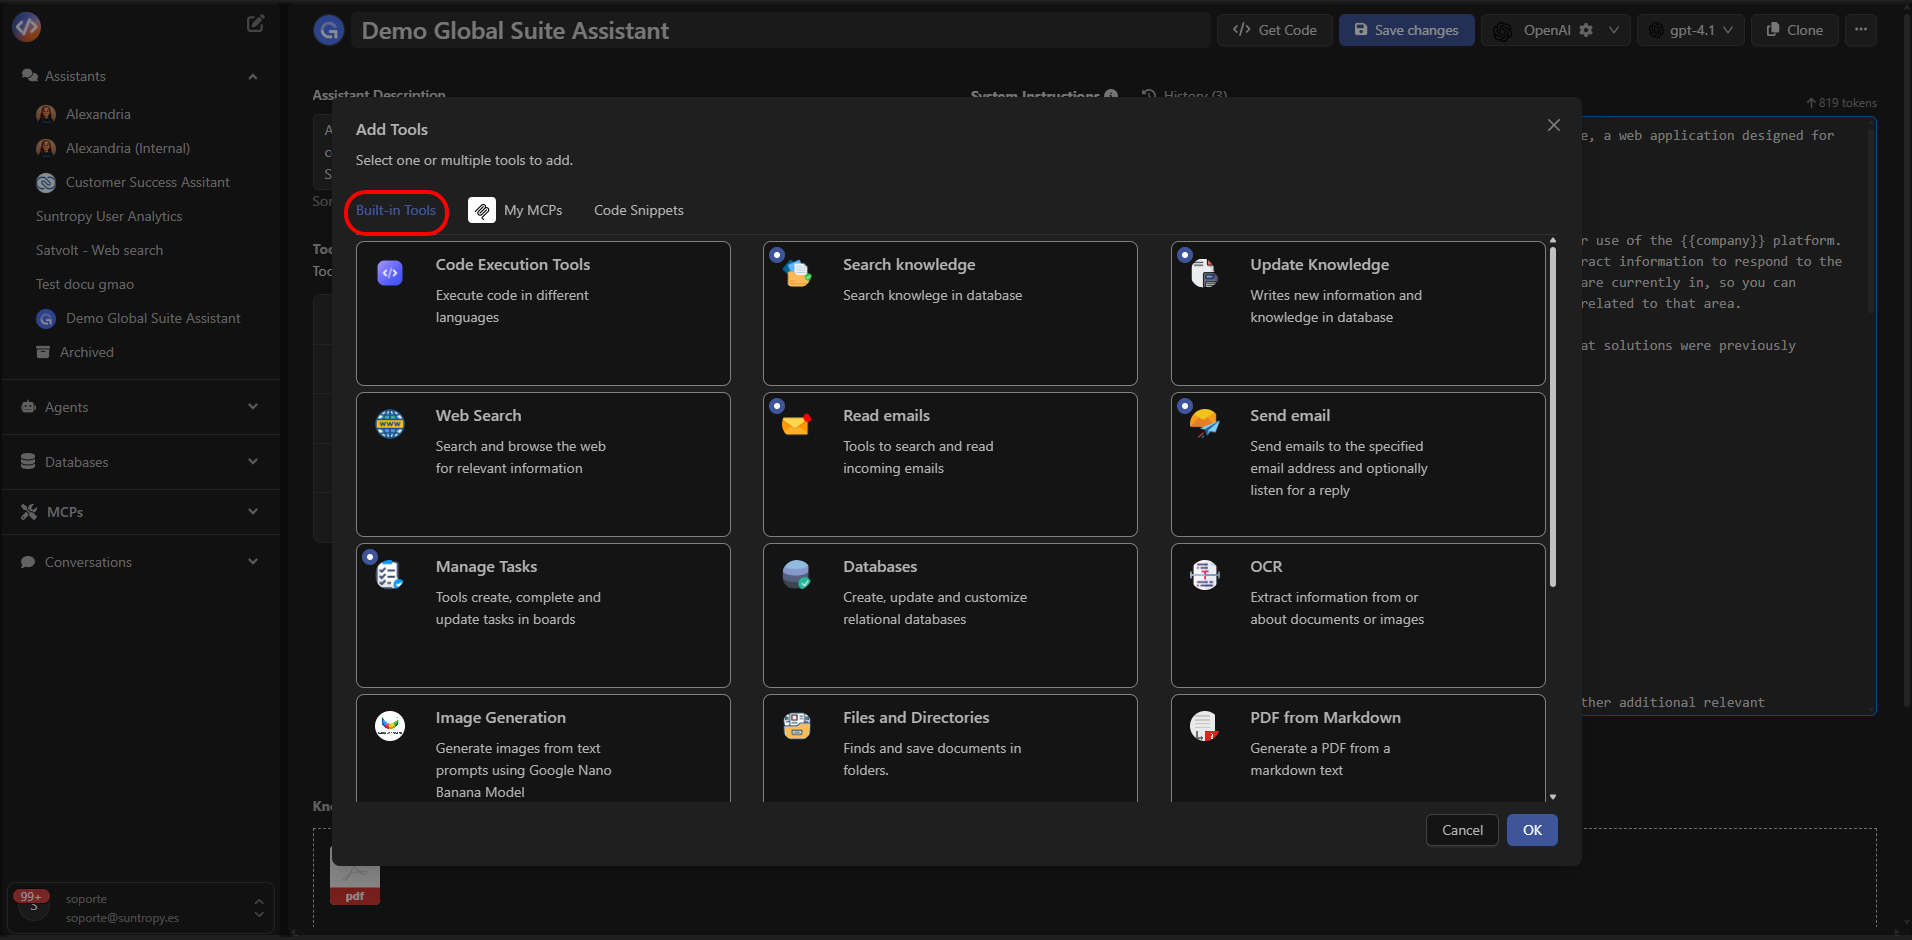 Demo Global Suite Assistant
Get Code
Save changes
OpenAI
gpt-4.1
Clone
Assistants
Alexandria
Alexandria (Internal)
Customer Success Assitant
Suntropy User Analytics
Satvolt - Web search
Test docu gmao
Demo Global Suite Assistant
Archived
Agents
Databases
MCPs
Conversations
99+
S
soporte
soporte@suntropy.es
Assistant Description
System Instructions
History (3)
819 tokens
e, a web application designed for
r use of the {{company}} platform.
ract information to respond to the
are currently in, so you can
related to that area.
at solutions were previously
ther additional relevant
A
c
S
Sor
Too
Too
Kno
pdf
Add Tools
Select one or multiple tools to add.
Built-in Tools
My MCPs
Code Snippets
Code Execution Tools
Execute code in different
languages
Search knowledge
Search knowlege in database
Update Knowledge
Writes new information and
knowledge in database
WWW
Web Search
Search and browse the web
for relevant information
Read emails
Tools to search and read
incoming emails
Send email
Send emails to the specified
email address and optionally
listen for a reply
Manage Tasks
Tools create, complete and
update tasks in boards
Databases
Create, update and customize
relational databases
OCR
Extract information from or
about documents or images
Image Generation
Generate images from text
prompts using Google Nano
Banana Model
Files and Directories
Finds and save documents in
folders.
PDF from Markdown
Generate a PDF from a
markdown text
Cancel
OK